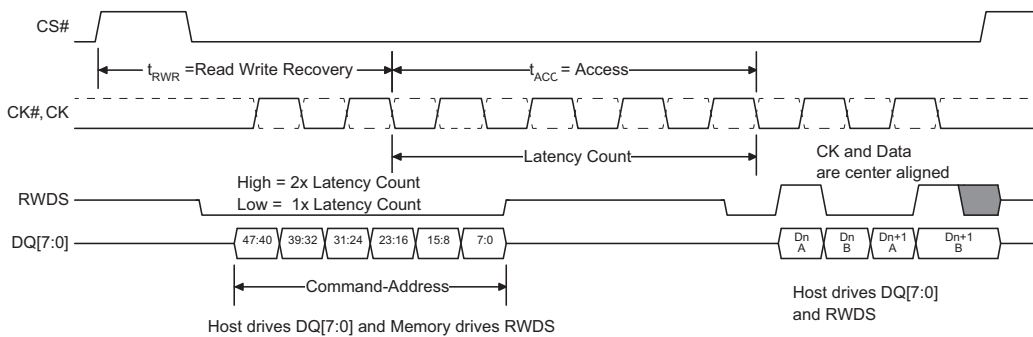 CS#
tRWR =Read Write Recovery
tACC = Access
CK#, CK
Latency Count
CK and Data
are center aligned
High = 2x Latency Count
Low = 1x Latency Count
RWDS
DQ[7:0]
47:40 39:32 31:24 23:16 15:8 7:0
Dn
A
Dn
B
Dn+1
A
Dn+1
B
Command-Address
Host drives DQ[7:0]
and RWDS
Host drives DQ[7:0] and Memory drives RWDS